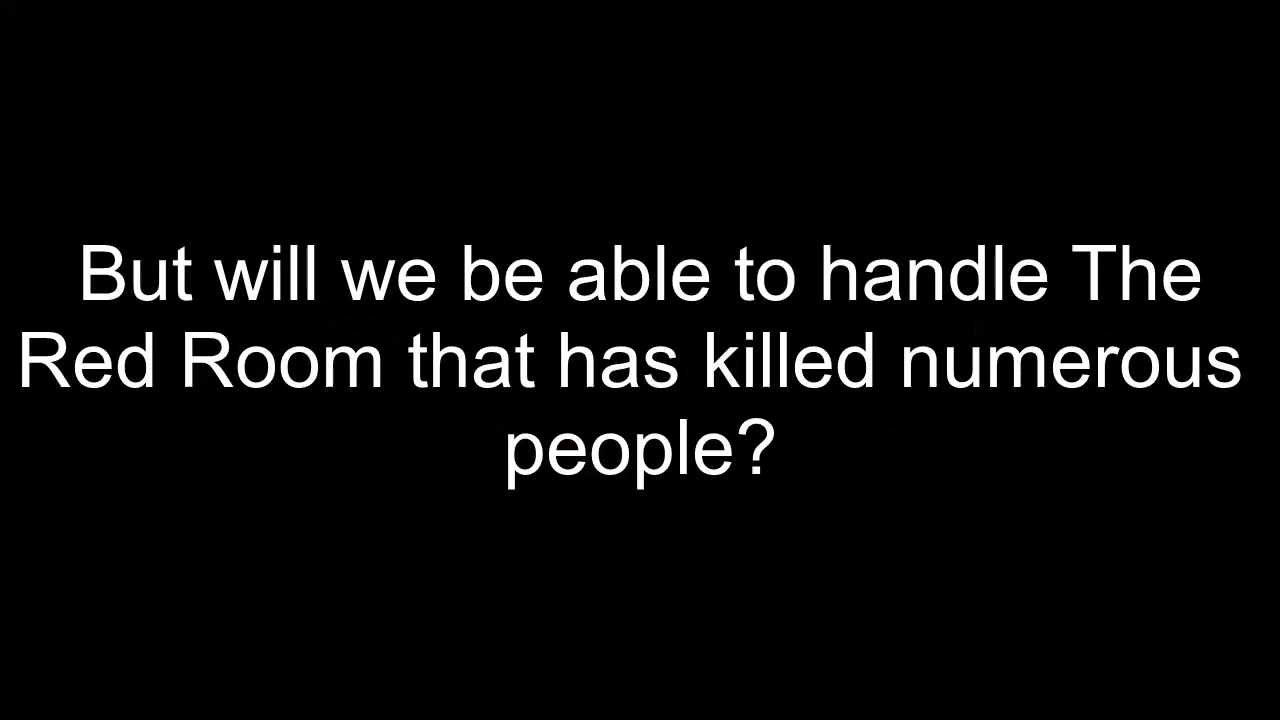 But will we be able to handle The
Red Room that has killed numerous
people?